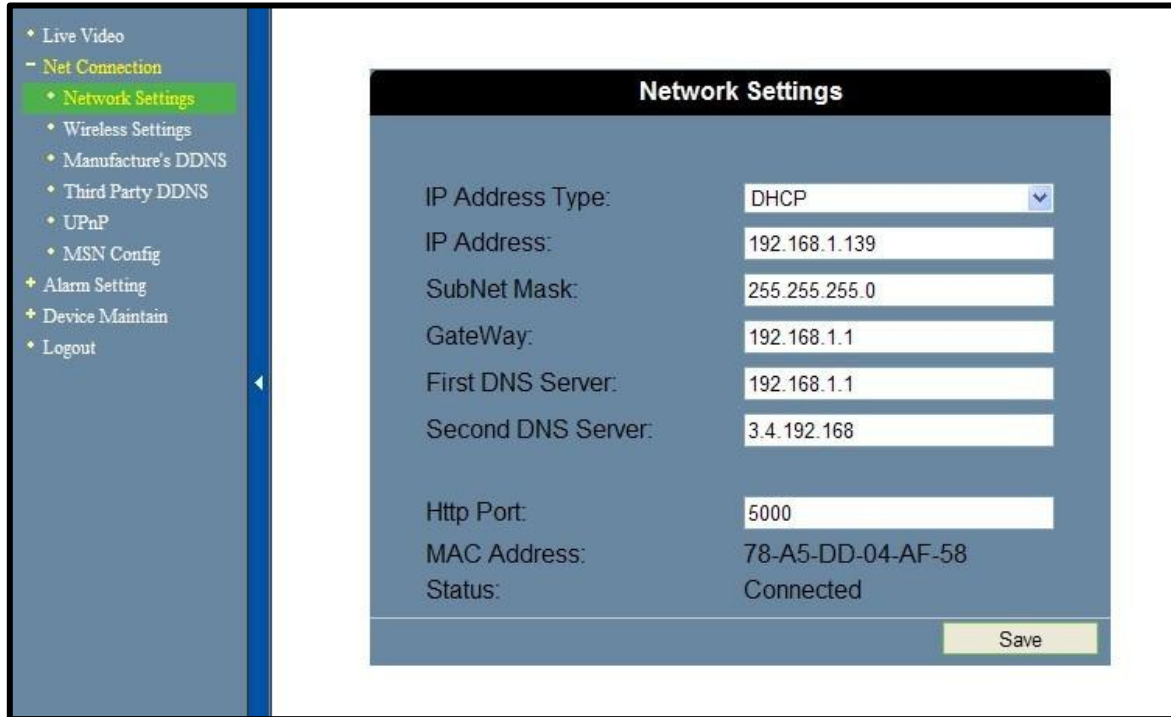 Live Video
Net Connection
Network Settings
Wireless Settings
Manufacture's DDNS
Third Party DDNS
UPnP
MSN Config
Alarm Setting
Device Maintain
Logout
Network Settings
IP Address Type: DHCP
IP Address: 192.168.1.139
SubNet Mask: 255.255.255.0
GateWay: 192.168.1.1
First DNS Server: 192.168.1.1
Second DNS Server: 3.4.192.168
Http Port: 5000
MAC Address: 78-A5-DD-04-AF-58
Status: Connected
Save